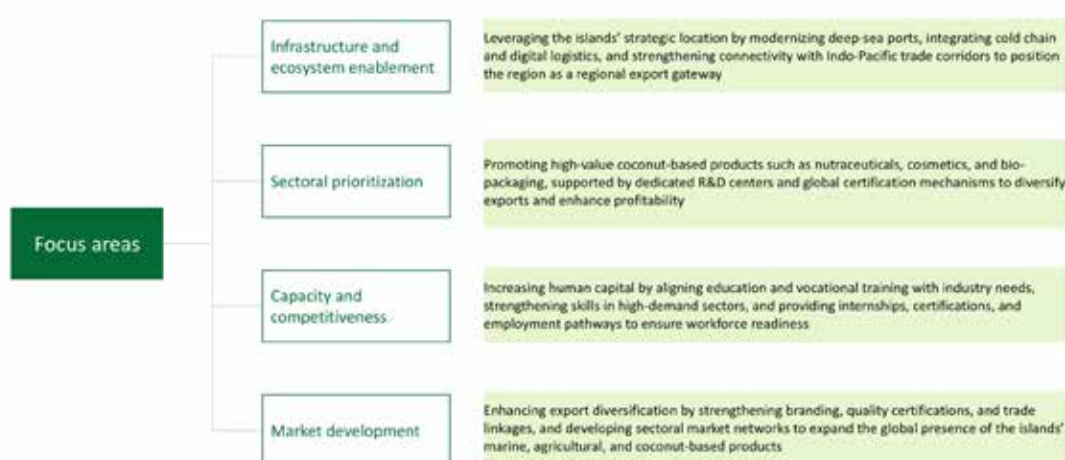 Focus areas
Infrastructure and
ecosystem enablement
Leveraging the islands' strategic location by modernizing deep-sea ports, integrating cold chain
and digital logistics, and strengthening connectivity with Indo-Pacific trade corridors to position
the region as a regional export gateway
Sectoral prioritization
Promoting high-value coconut-based products such as nutraceuticals, cosmetics, and bio-
packaging, supported by dedicated R&D centers and global certification mechanisms to diversify
exports and enhance profitability
Capacity and
competitiveness
Increasing human capital by aligning education and vocational training with industry needs,
strengthening skills in high-demand sectors, and providing internships, certifications, and
employment pathways to ensure workforce readiness
Market development
Enhancing export diversification by strengthening branding, quality certifications, and trade
linkages, and developing sectoral market networks to expand the global presence of the islands'
marine, agricultural, and coconut-based products